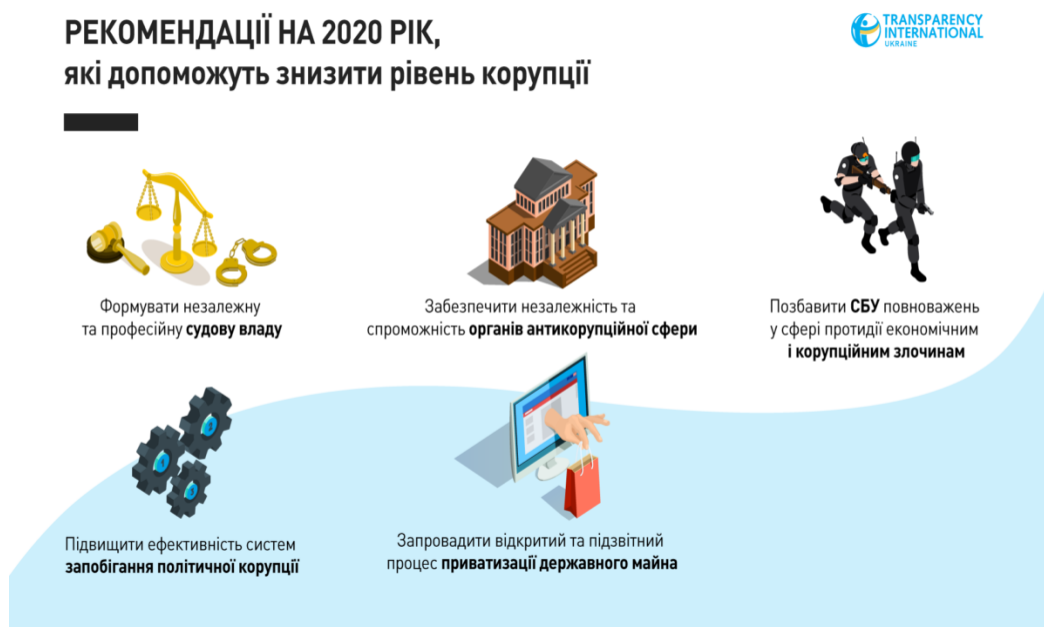 РЕКОМЕНДАЦІЇ НА 2020 РІК,
які допоможуть знизити рівень корупції
TRANSPARENCY
INTERNATIONAL
UKRAINE
Формувати незалежну
та професійну судову владу
Забезпечити незалежність та
спроможність органів антикорупційної сфери
Позбавити СБУ повноважень
у сфері протидії економічним
і корупційним злочинам
Підвищити ефективність систем
запобігання політичної корупції
Запровадити відкритий та підзвітний
процес приватизації державного майна